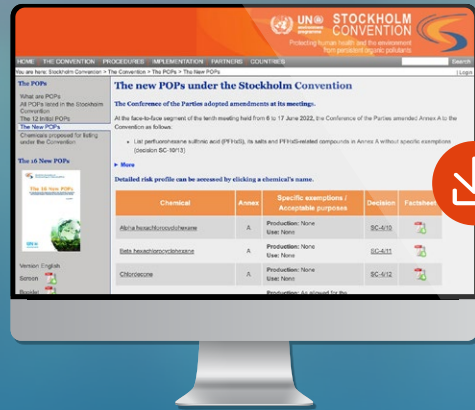 UN
STOCKHOLM
CONVENTION
Protecting human health and the environment
from persistent organic pollutants
HOME THE CONVENTION PROCEDURES IMPLEMENTATION PARTNERS COUNTRIES Search
You are here: Stockholm Convention > The Convention > The POPs > The New POPs | Login
The POPs
What are POPs
All POPs listed in the Stockholm
Convention
The 12 Initial POPs
The New POPs
Chemicals proposed for listing
under the Convention
The 16 New POPs
The 16 New POPs
Version English
Booklet
The new POPs under the Stockholm Convention
The Conference of the Parties adopted amendments at its meetings.
At the face-to-face segment of the tenth meeting held from 6 to 17 June 2022, the Conference of the Parties amended Annex A to the
Convention as follows:
List perfluorohexane sulfonic acid (PFHxS), its salts and PFHxS-related compounds in Annex A without specific exemptions
(decision SC-10/13)
More
Detailed risk profile can be accessed by clicking a chemical's name.
Chemical Annex Specific exemptions / Acceptable purposes Decision Factsheet
Alpha hexachlorocyclohexane A Production: None Use: None SC-4/10
Beta hexachlorocyclohexane A Production: None Use: None SC-4/11
Chlordecone A Production: None Use: None SC-4/12
Production: As allowed for the